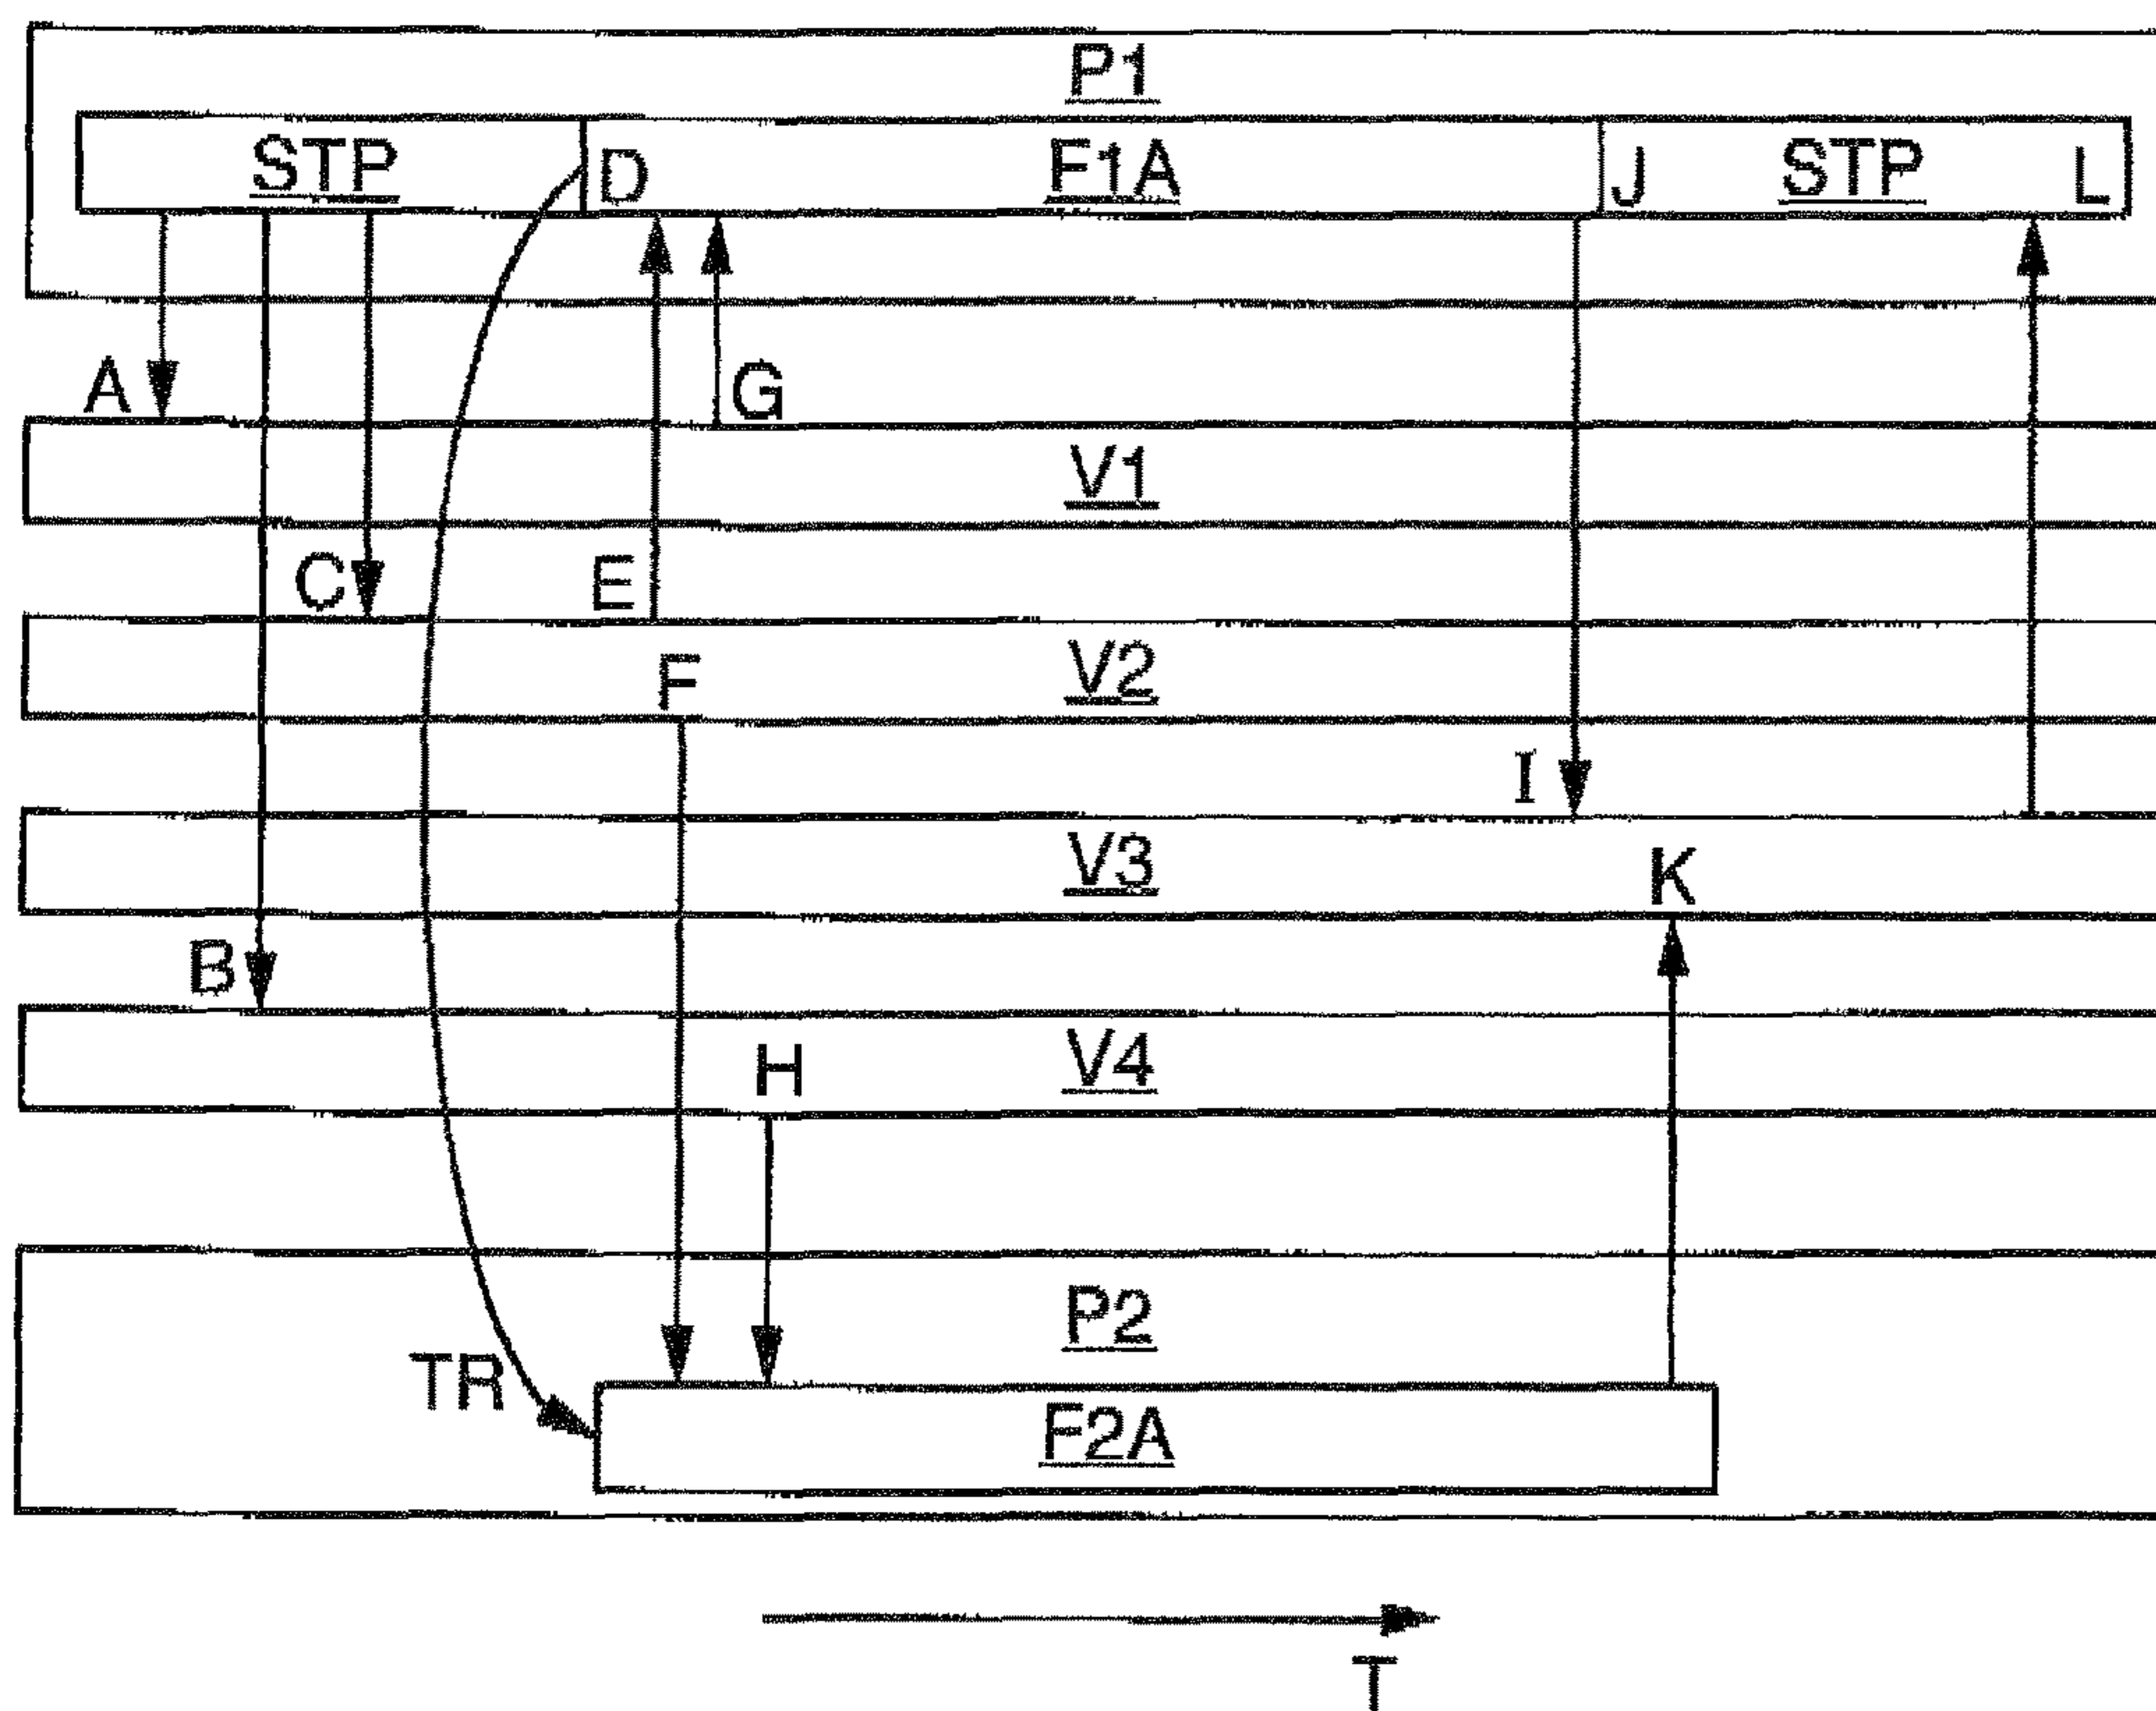 P1
STP D F1A J STP L
A G
V1
C E
V2
F
I
V3
K
B
V4
H
P2
TR
F2A
T